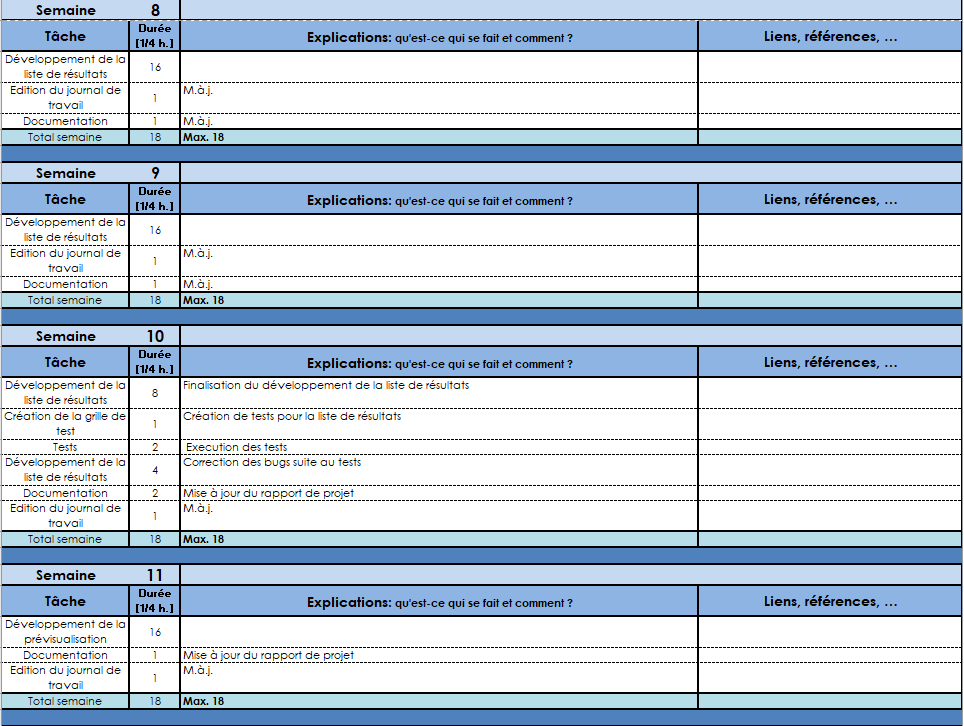 Semaine 8
Tâche Durée [1/4 h.] Explications: qu'est-ce qui se fait et comment ? Liens, références, ...
Développement de la liste de résultats 16
Edition du journal de travail 1 M.à.j.
Documentation 1 M.à.j.
Total semaine 18 Max. 18
Semaine 9
Tâche Durée [1/4 h.] Explications: qu'est-ce qui se fait et comment ? Liens, références, ...
Développement de la liste de résultats 16
Edition du journal de travail 1 M.à.j.
Documentation 1 M.à.j.
Total semaine 18 Max. 18
Semaine 10
Tâche Durée [1/4 h.] Explications: qu'est-ce qui se fait et comment ? Liens, références, ...
Développement de la liste de résultats 8 Finalisation du développement de la liste de résultats
Création de la grille de test 1 Création de tests pour la liste de résultats
Tests 2 Execution des tests
Développement de la liste de résultats 4 Correction des bugs suite au tests
Documentation 2 Mise à jour du rapport de projet
Edition du journal de travail 1 M.à.j.
Total semaine 18 Max. 18
Semaine 11
Tâche Durée [1/4 h.] Explications: qu'est-ce qui se fait et comment ? Liens, références, ...
Développement de la prévisualisation 16
Documentation 1 Mise à jour du rapport de projet
Edition du journal de travail 1 M.à.j.
Total semaine 18 Max. 18